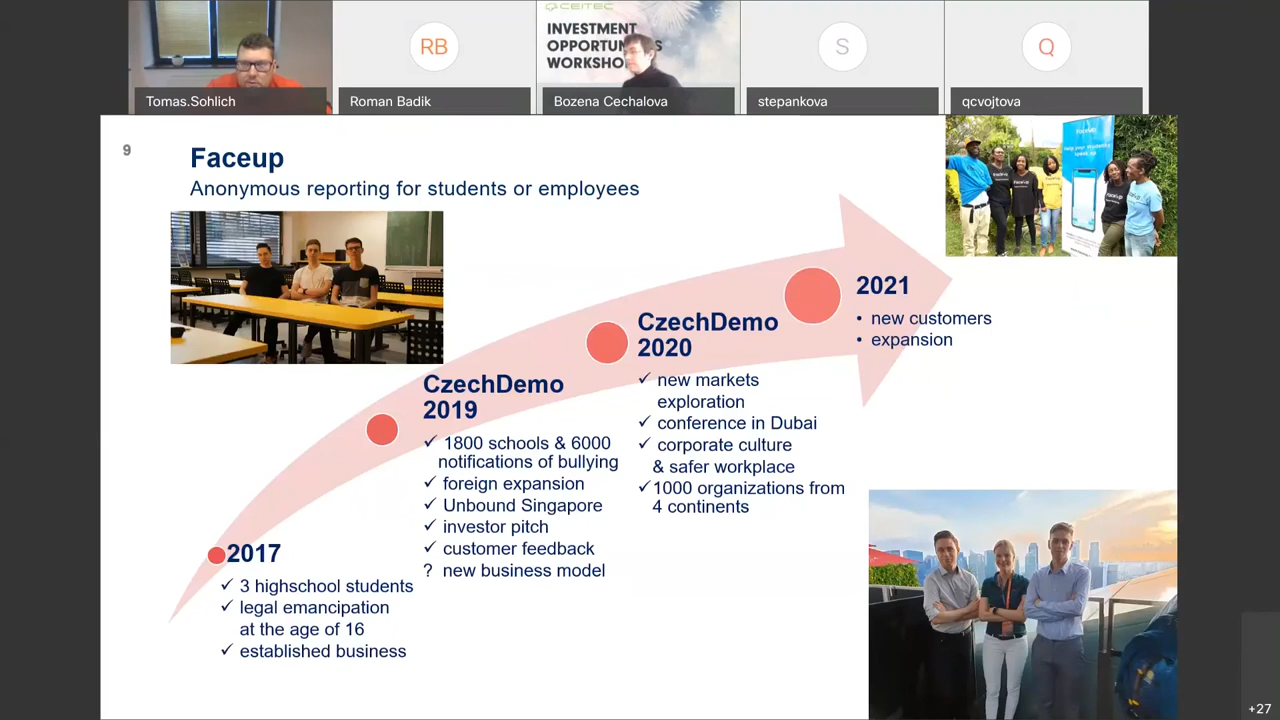 CEITEC
INVESTMENT
OPPORTUN
S
WORKSHO
RB
S
Q
Tomas.Sohlich
Roman Badik
Bozena Cechalova
stepankova
qcvojtova
9
Faceup
Anonymous reporting for students or employees
FaceUp
2021
• new customers
• expansion
CzechDemo
2020
✓ new markets
exploration
✓ conference in Dubai
✓ corporate culture
& safer workplace
✓1000 organizations from
4 continents
CzechDemo
2019
✓ 1800 schools & 6000
notifications of bullying
✓ foreign expansion
✓ Unbound Singapore
✓ investor pitch
✓ customer feedback
? new business model
2017
✓ 3 highschool students
✓ legal emancipation
at the age of 16
✓ established business
+27